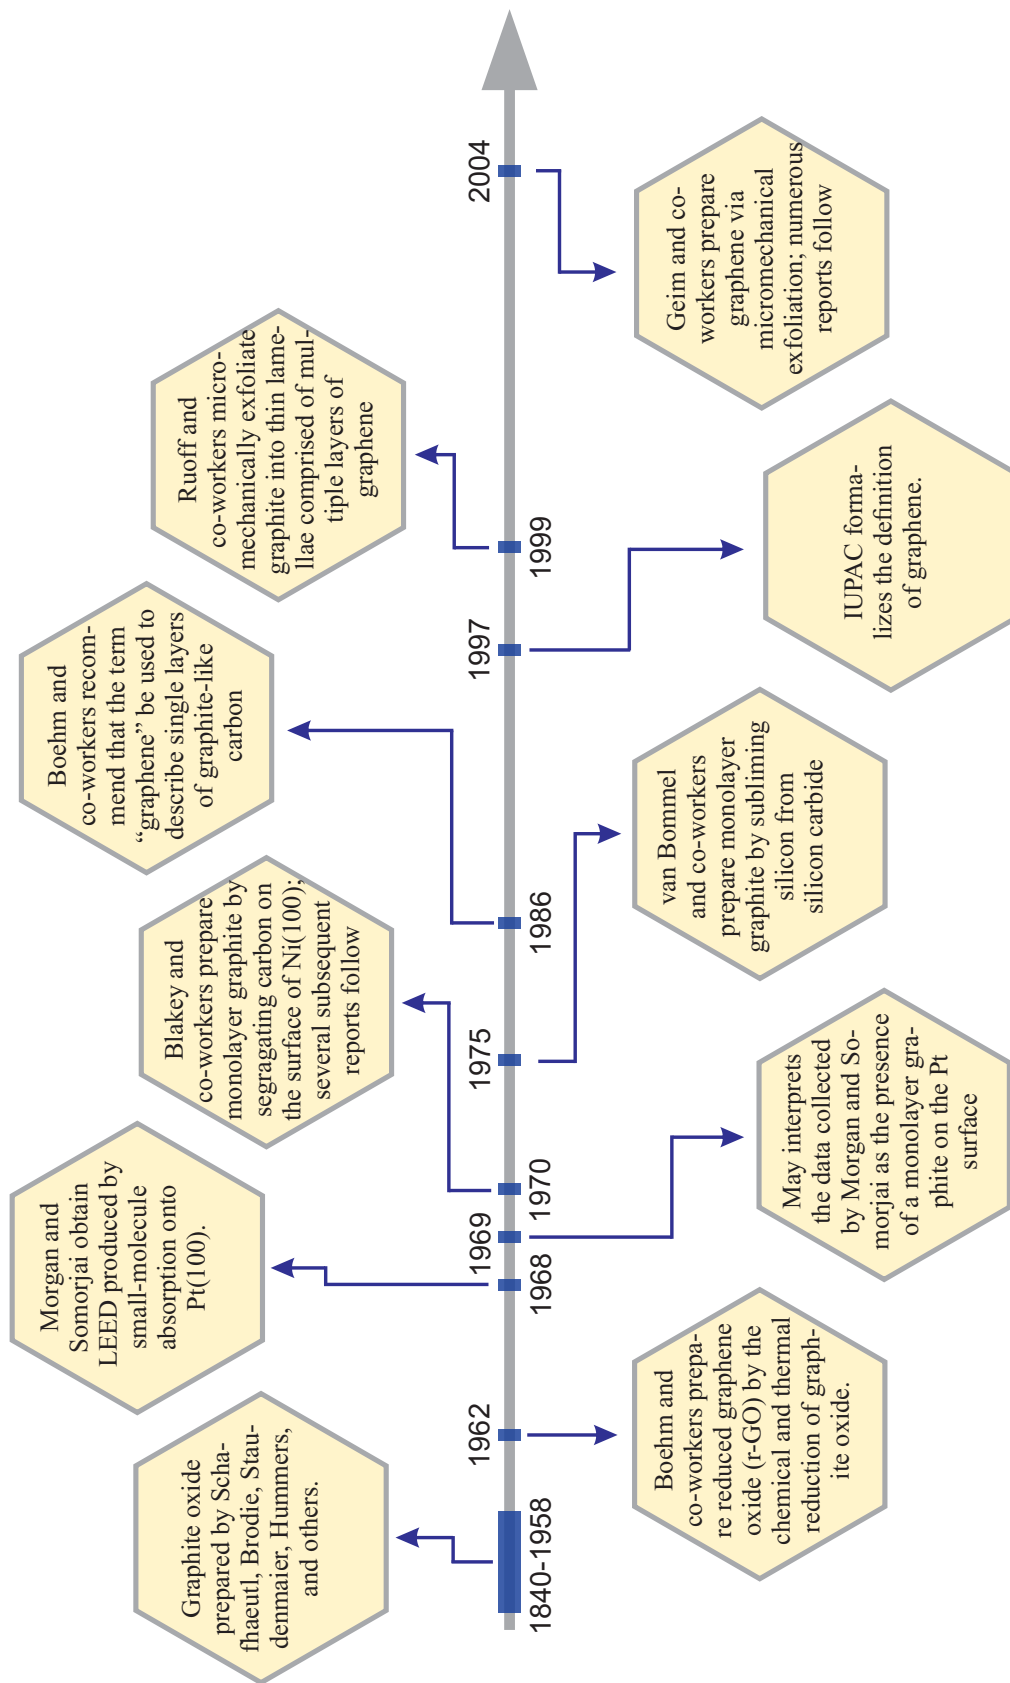 Graphite oxide
prepared by Scha-
fhaeutl, Brodie, Stau-
denmaier, Hummers,
and others.
1840-1958
Boehm and
co-workers prepa-
re reduced graphene
oxide (r-GO) by the
chemical and thermal
reduction of graph-
ite oxide.
1962
Morgan and
Somorjai obtain
LEED produced by
small-molecule
absorption onto
Pt(100).
1968
May interprets
the data collected
by Morgan and So-
morjai as the presence
of a monolayer gra-
phite on the Pt
surface
1969
Blakey and
co-workers prepare
monolayer graphite by
segragating carbon on
the surface of Ni(100);
several subsequent
reports follow
1970
van Bommel
and co-workers
prepare monolayer
graphite by subliming
silicon from
silicon carbide
1975
Boehm and
co-workers recom-
mend that the term
“graphene” be used to
describe single layers
of graphite-like
carbon
1986
IUPAC forma-
lizes the definition
of graphene.
1997
Ruoff and
co-workers micro-
mechanically exfoliate
graphite into thin lame-
llae comprised of mul-
tiple layers of
graphene
1999
Geim and co-
workers prepare
graphene via
micromechanical
exfoliation; numerous
reports follow
2004